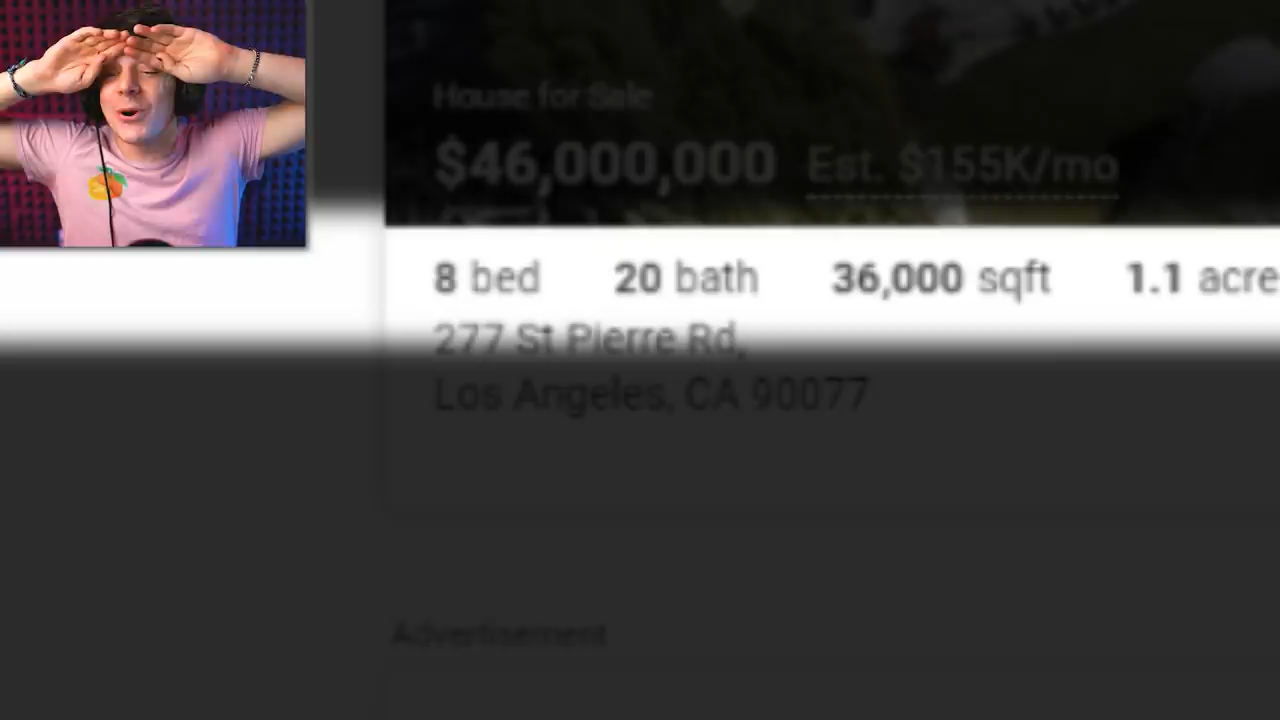 House for Sale
$46,000,000 Est. $155K/mo
8 bed 20 bath 36,000 sqft 1.1 acre
277 St Pierre Rd,
Los Angeles, CA 90077
Advertisement